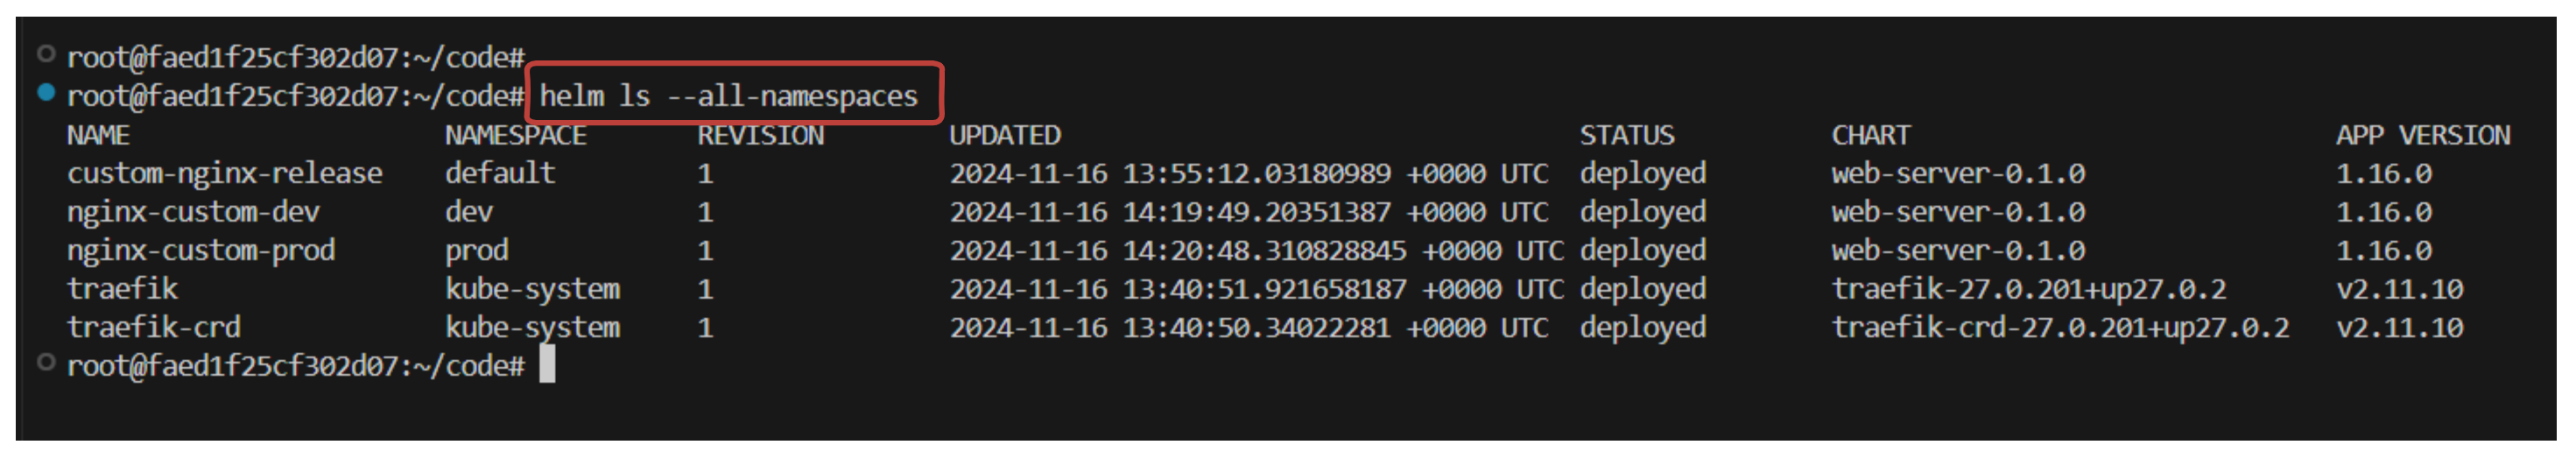 root@faed1f25cf302d07:~/code#
root@faed1f25cf302d07:~/code# helm ls --all-namespaces
NAME NAMESPACE REVISION UPDATED STATUS CHART APP VERSION
custom-nginx-release default 1 2024-11-16 13:55:12.03180989 +0000 UTC deployed web-server-0.1.0 1.16.0
nginx-custom-dev dev 1 2024-11-16 14:19:49.20351387 +0000 UTC deployed web-server-0.1.0 1.16.0
nginx-custom-prod prod 1 2024-11-16 14:20:48.310828845 +0000 UTC deployed web-server-0.1.0 1.16.0
traefik kube-system 1 2024-11-16 13:40:51.921658187 +0000 UTC deployed traefik-27.0.201+up27.0.2 v2.11.10
traefik-crd kube-system 1 2024-11-16 13:40:50.34022281 +0000 UTC deployed traefik-crd-27.0.201+up27.0.2 v2.11.10
root@faed1f25cf302d07:~/code#